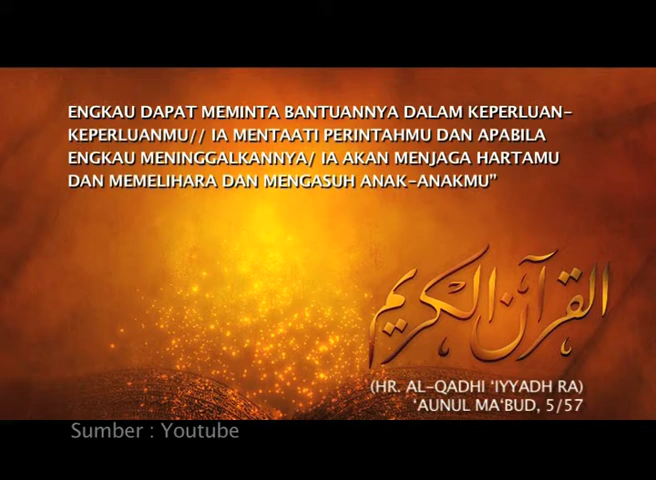 ENGKAU DAPAT MEMINTA BANTUANNYA DALAM KEPERLUAN-
KEPERLUANMU// IA MENTAATI PERINTAHMU DAN APABILA
ENGKAU MENINGGALKANNYA/ IA AKAN MENJAGA HARTAMU
DAN MEMELIHARA DAN MENGASUH ANAK-ANAKMU”
القرآن الكريم
(HR. AL-QADHI ‘IYYADH RA)
‘AUNUL MA‘BUD, 5/57
Sumber : Youtube